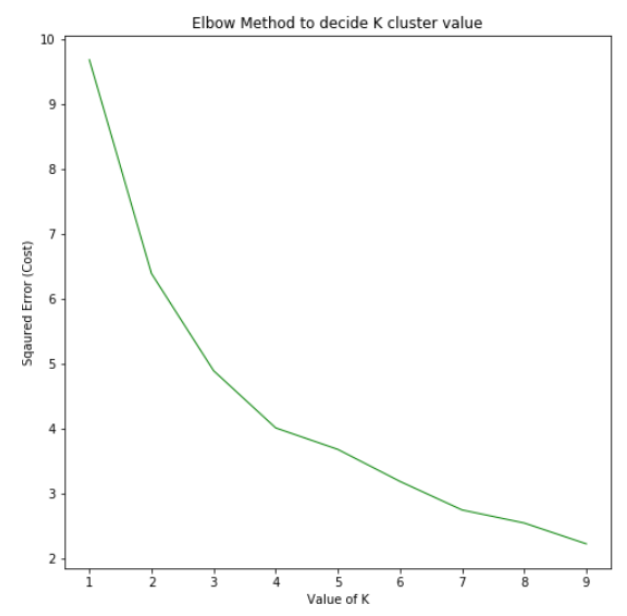 Elbow Method to decide K cluster value
10
9
8
7
6
5
4
3
2
Sqaured Error (Cost)
1 2 3 4 5 6 7 8 9
Value of K